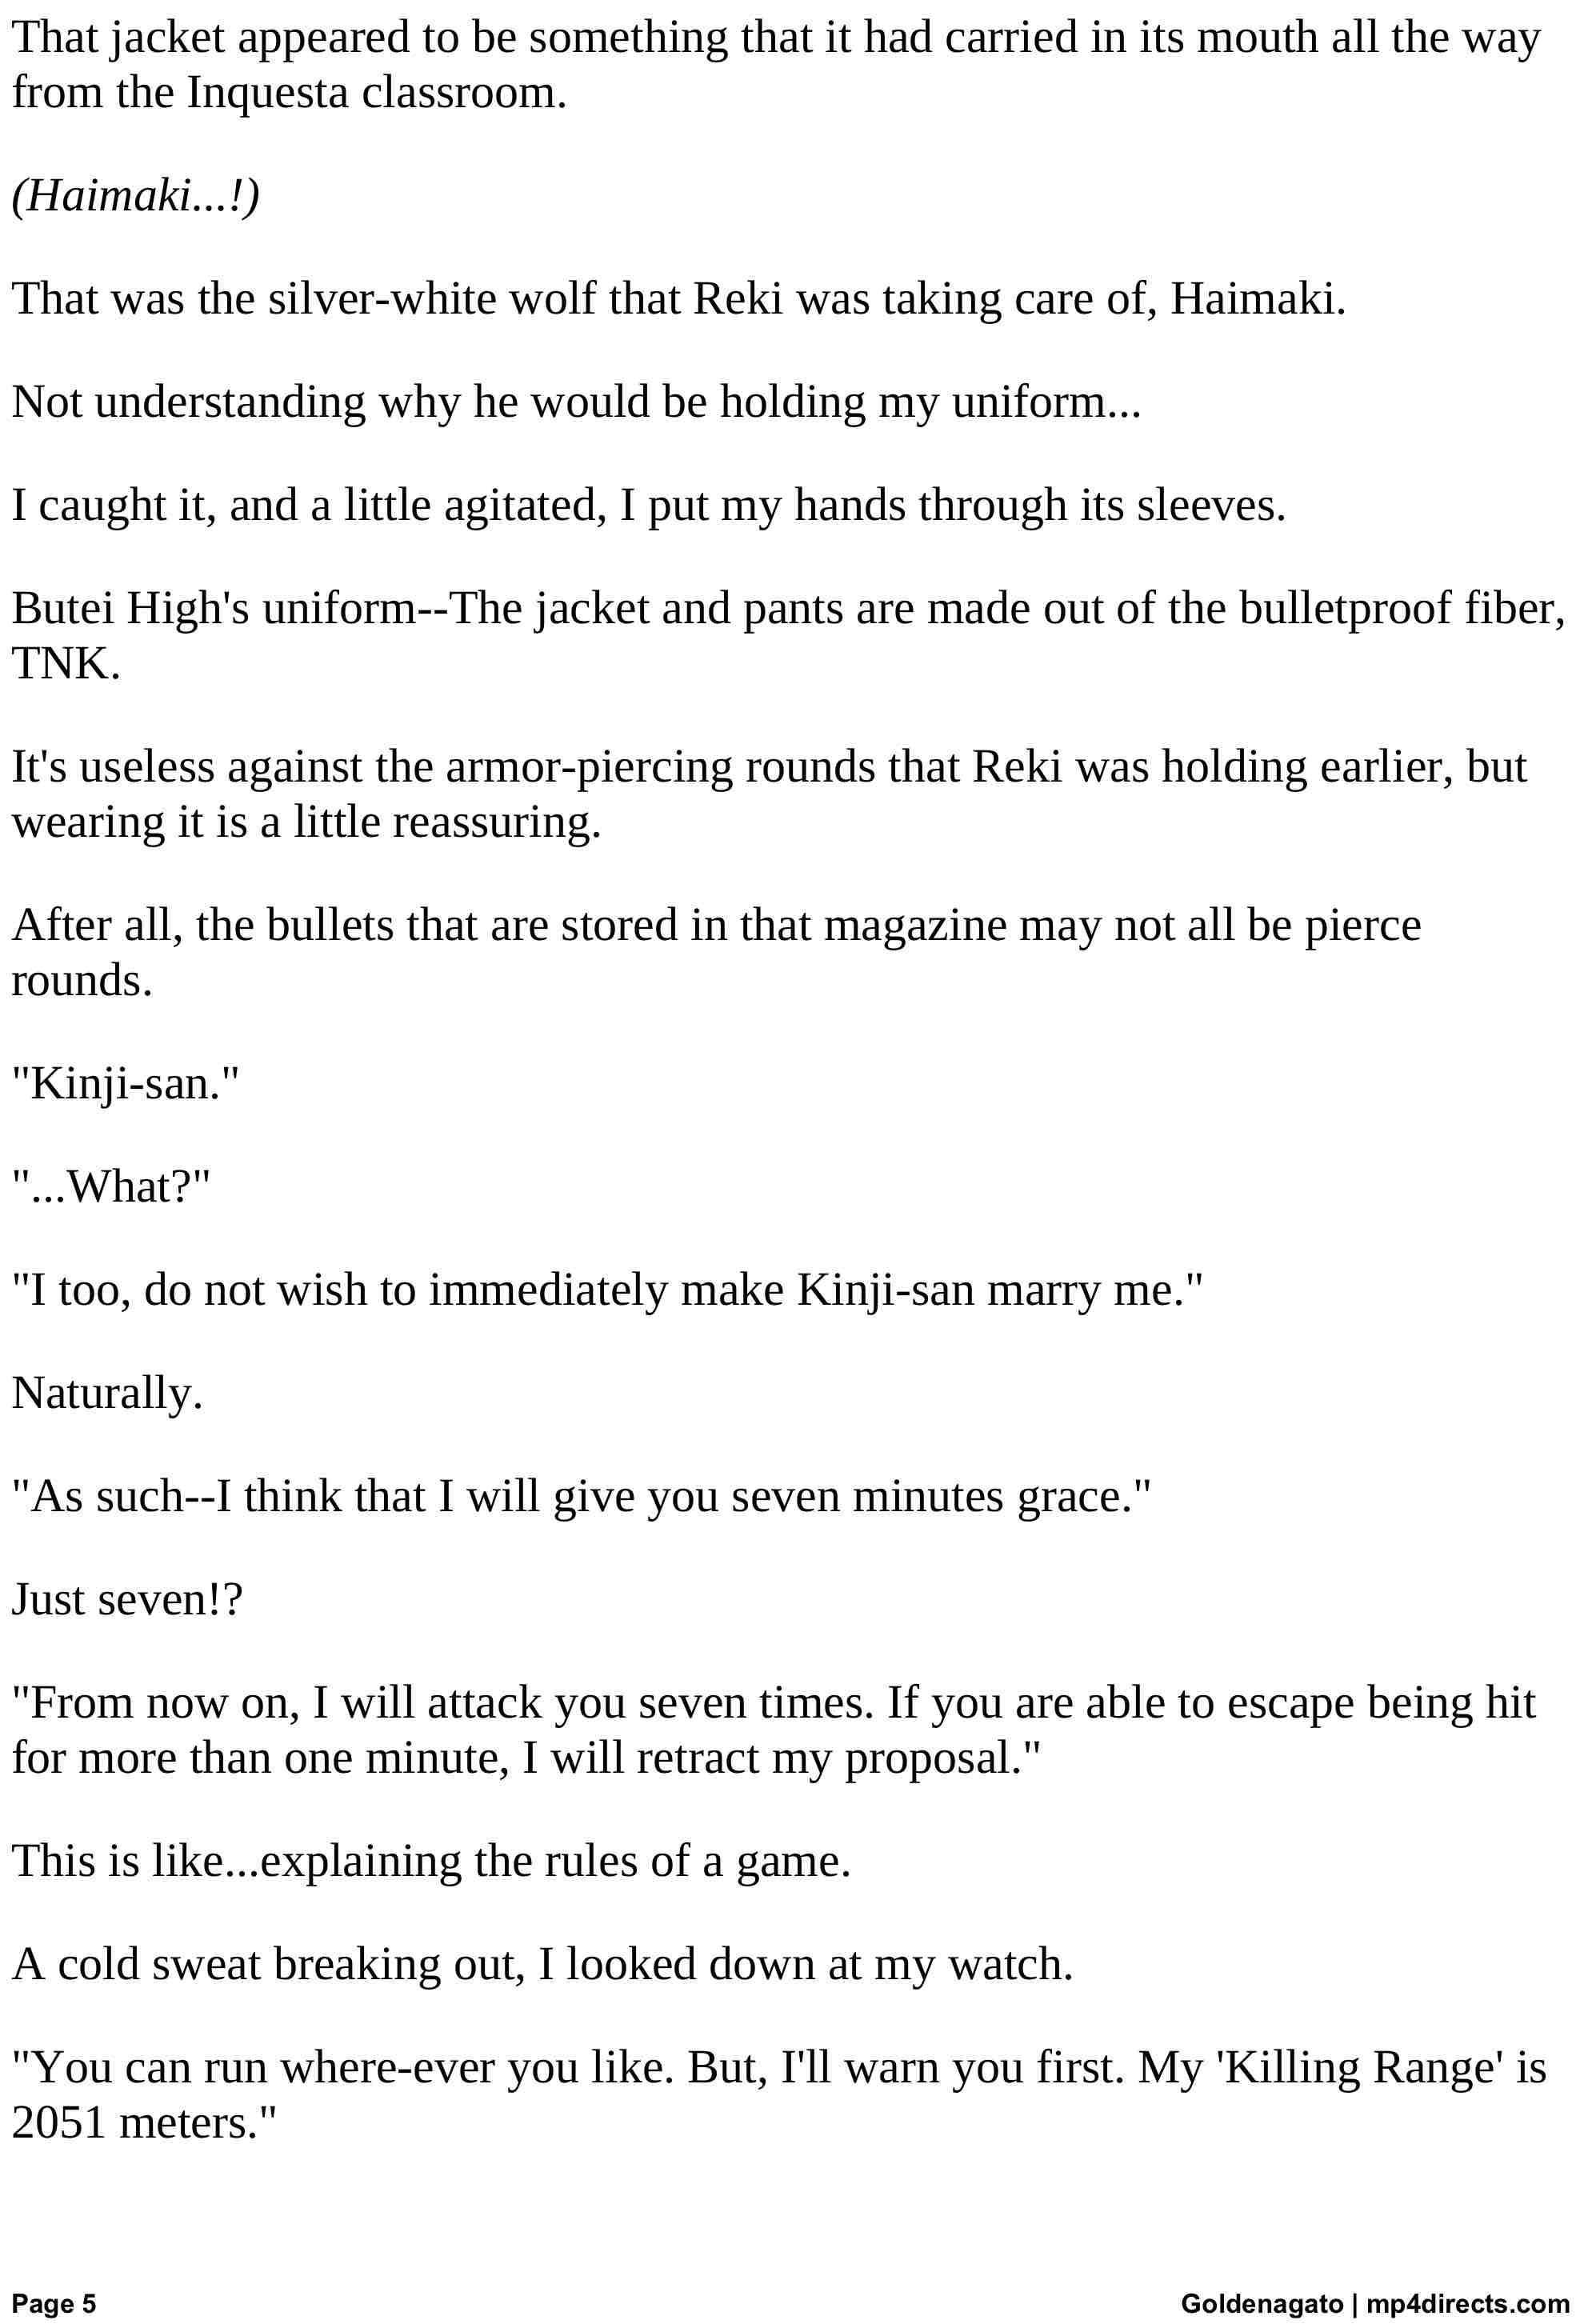 That jacket appeared to be something that it had carried in its mouth all the way
from the Inquesta classroom.
(Haimaki...!)
That was the silver-white wolf that Reki was taking care of, Haimaki.
Not understanding why he would be holding my uniform...
I caught it, and a little agitated, I put my hands through its sleeves.
Butei High's uniform--The jacket and pants are made out of the bulletproof fiber,
TNK.
It's useless against the armor-piercing rounds that Reki was holding earlier, but
wearing it is a little reassuring.
After all, the bullets that are stored in that magazine may not all be pierce
rounds.
"Kinji-san."
"...What?"
"I too, do not wish to immediately make Kinji-san marry me."
Naturally.
"As such--I think that I will give you seven minutes grace."
Just seven!?
"From now on, I will attack you seven times. If you are able to escape being hit
for more than one minute, I will retract my proposal."
This is like...explaining the rules of a game.
A cold sweat breaking out, I looked down at my watch.
"You can run where-ever you like. But, I'll warn you first. My 'Killing Range' is
2051 meters."
Page 5
Goldenagato | mp4directs.com